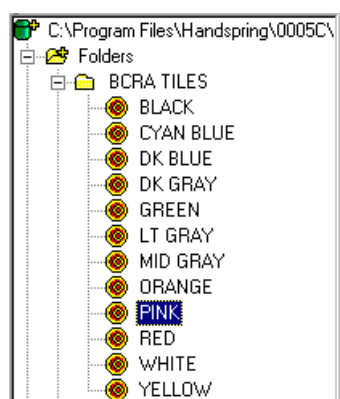 C:\Program Files\Handspring\0005C\
Folders
BCRA TILES
BLACK
CYAN BLUE
DK BLUE
DK GRAY
GREEN
LT GRAY
MID GRAY
ORANGE
PINK
RED
WHITE
YELLOW